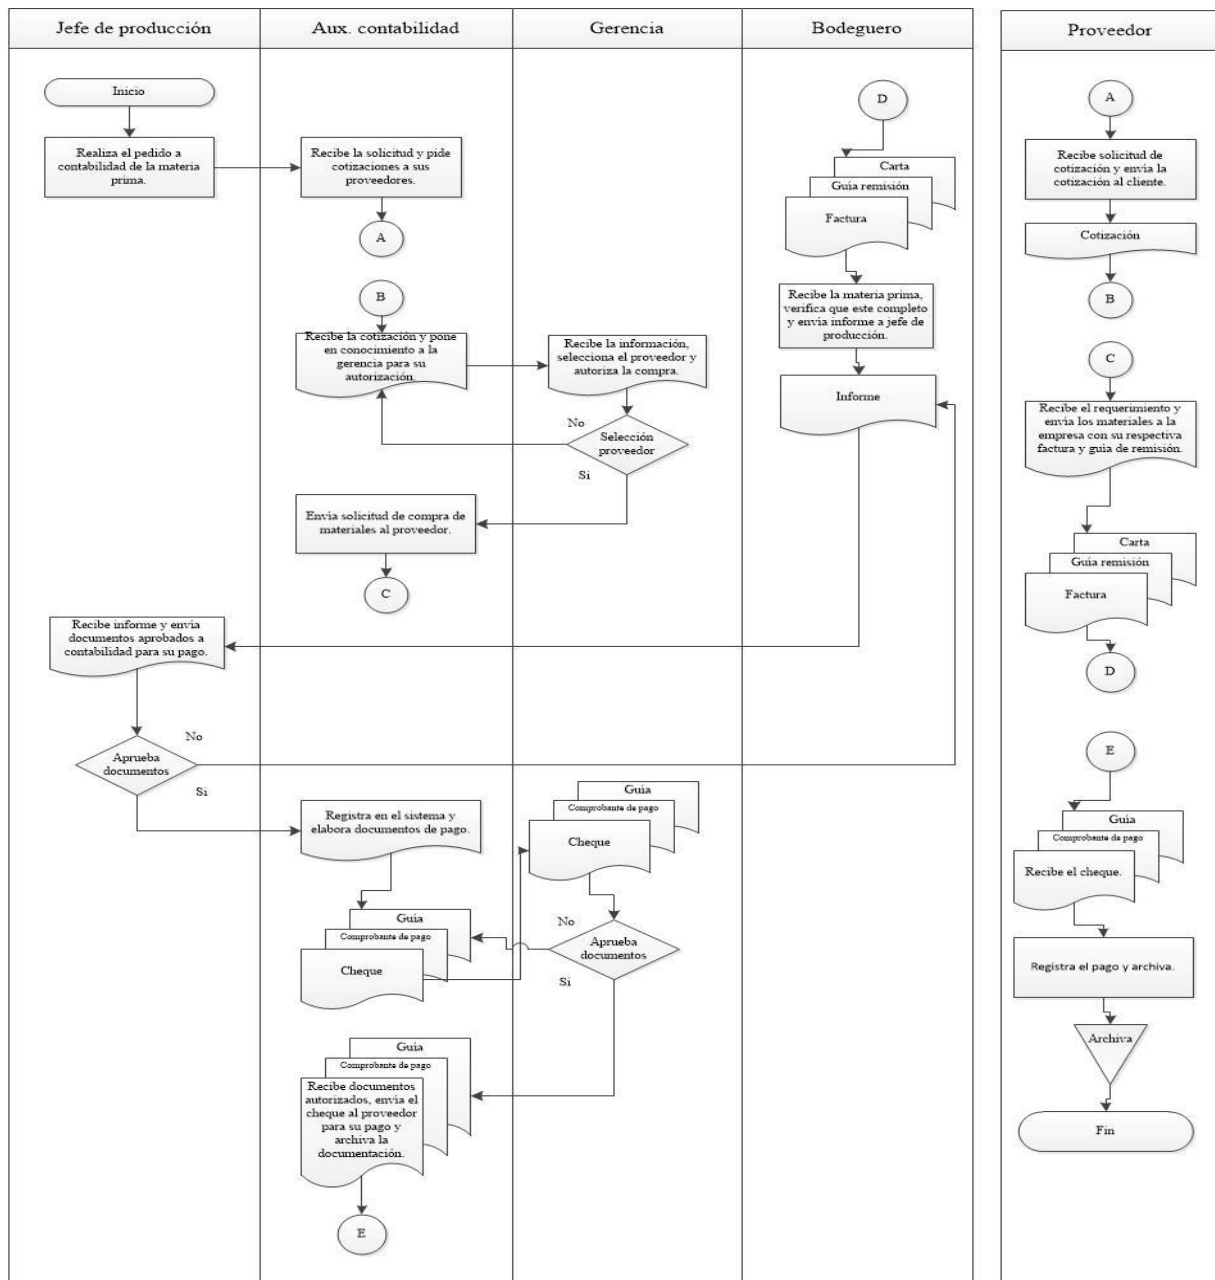 Jefe de producción
Aux. contabilidad
Gerencia
Bodeguero
Proveedor
Inicio
Realiza el pedido a
contabilidad de la materia
prima.
Recibe la solicitud y pide
cotizaciones a sus
proveedores.
A
B
Recibe la cotización y pone
en conocimiento a la
gerencia para su
autorización.
Recibe la información,
selecciona el proveedor y
autoriza la compra.
No
Selección
proveedor
Si
Envía solicitud de compra de
materiales al proveedor.
C
D
Carta
Guía remisión
Factura
Recibe la materia prima,
verifica que este completo
y envía informe a jefe de
producción.
Informe
Recibe informe y envía
documentos aprobados a
contabilidad para su pago.
No
Aprueba
documentos
Si
Registra en el sistema y
elabora documentos de pago.
Guía
Comprobante de pago
Cheque
Guía
Comprobante de pago
Cheque
No
Aprueba
documentos
Si
Guía
Comprobante de pago
Recibe documentos
autorizados, envía el
cheque al proveedor
para su pago y
archiva la
documentación.
E
A
Recibe solicitud de
cotización y envía la
cotización al cliente.
Cotización
B
C
Recibe el requerimiento y
envía los materiales a la
empresa con su respectiva
factura y guía de remisión.
Carta
Guía remisión
Factura
D
E
Guía
Comprobante de pago
Recibe el cheque.
Registra el pago y archiva.
Archiva
Fin